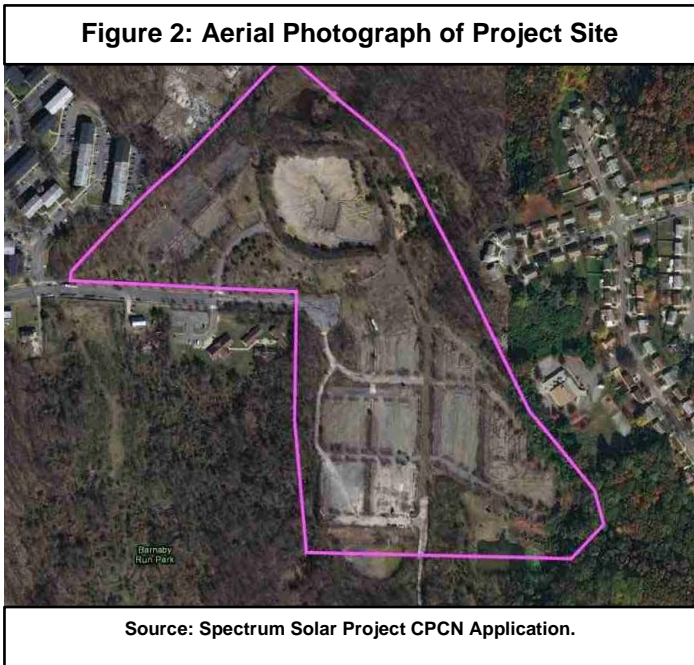 Figure 2: Aerial Photograph of Project Site
Barnaby
Run Park
Source: Spectrum Solar Project CPCN Application.